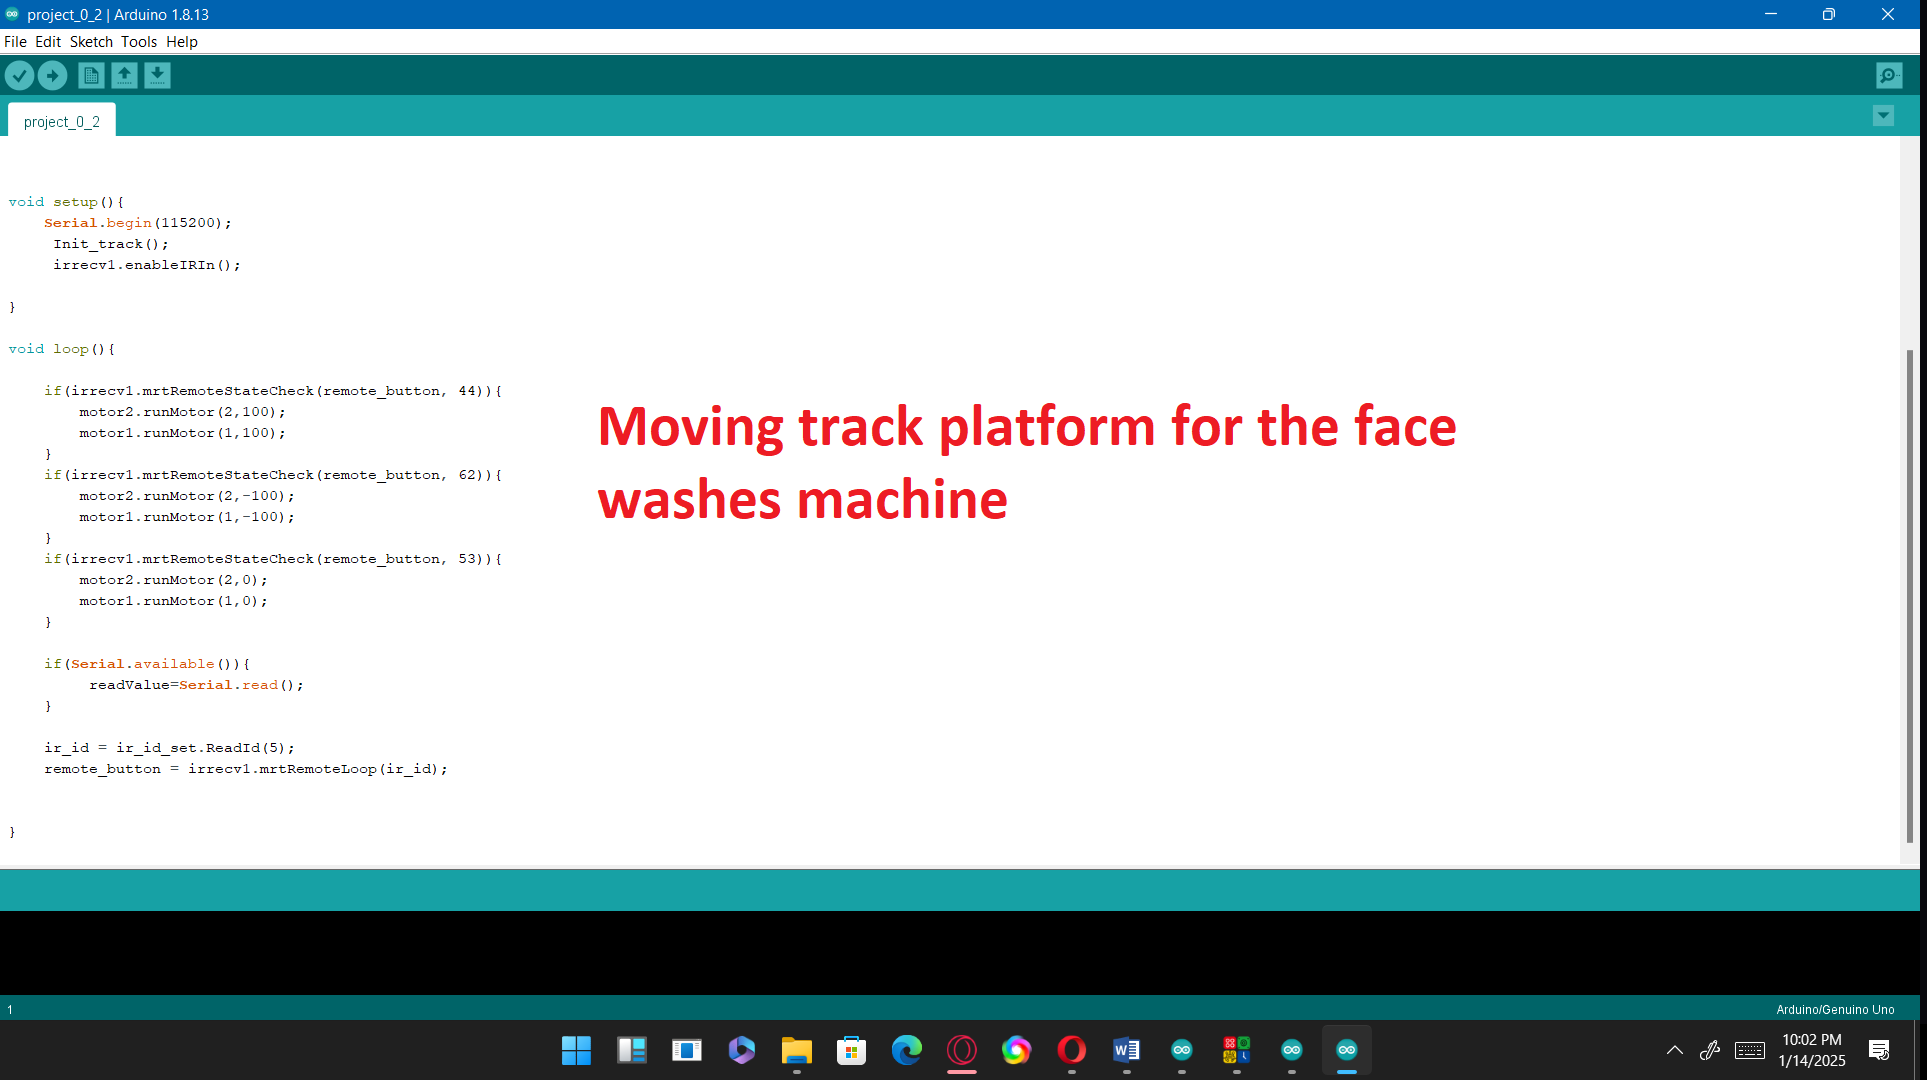 project_0_2 | Arduino 1.8.13
File Edit Sketch Tools Help
project_0_2
void setup(){
Serial.begin(115200);
Init_track();
irrecv1.enableIRIn();
}
void loop(){
if(irrecv1.mrtRemoteStateCheck(remote_button, 44)){
motor2.runMotor(2,100);
motor1.runMotor(1,100);
}
if(irrecv1.mrtRemoteStateCheck(remote_button, 62)){
motor2.runMotor(2,-100);
motor1.runMotor(1,-100);
}
if(irrecv1.mrtRemoteStateCheck(remote_button, 53)){
motor2.runMotor(2,0);
motor1.runMotor(1,0);
}
if(Serial.available()){
readValue=Serial.read();
}
ir_id = ir_id_set.ReadId(5);
remote_button = irrecv1.mrtRemoteLoop(ir_id);
}
Moving track platform for the face
washes machine
1
Arduino/Genuino Uno
10:02 PM
1/14/2025